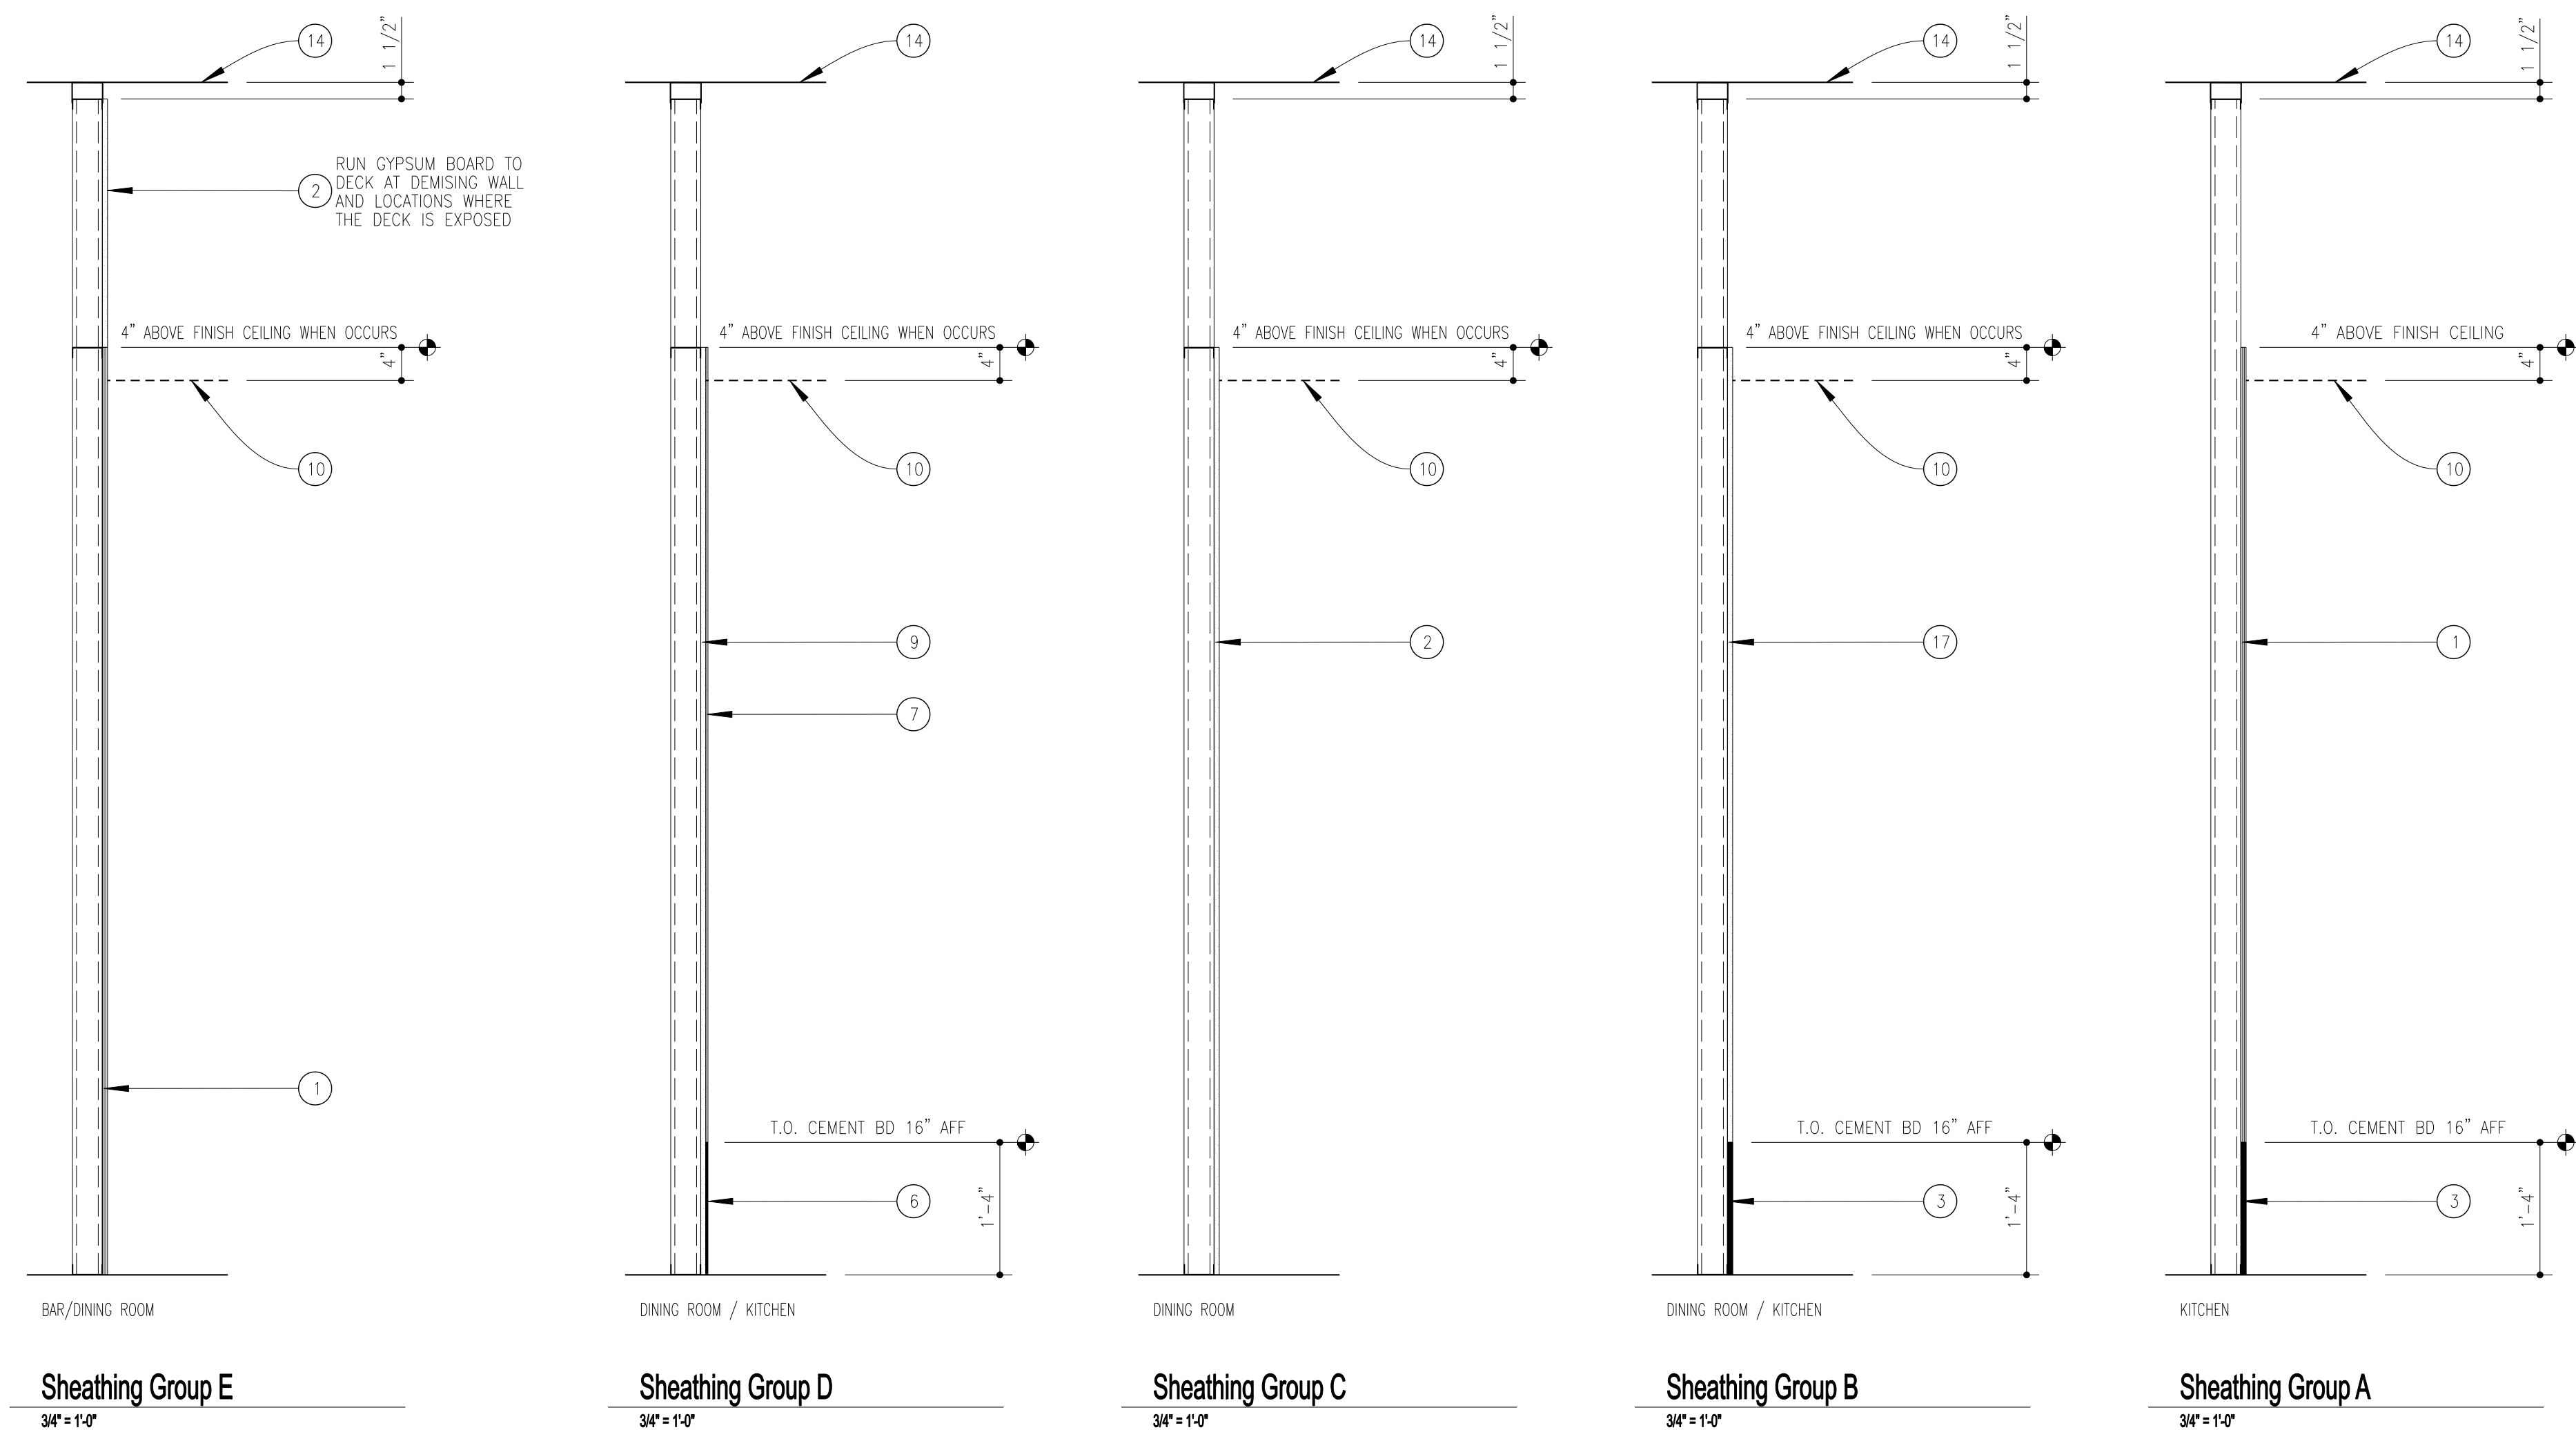 14
1 1/2"
2
RUN GYPSUM BOARD TO
DECK AT DEMISING WALL
AND LOCATIONS WHERE
THE DECK IS EXPOSED
4" ABOVE FINISH CEILING WHEN OCCURS
4"
10
1
BAR/DINING ROOM
Sheathing Group E
3/4" = 1'-0"
14
4" ABOVE FINISH CEILING WHEN OCCURS
4"
10
9
7
T.O. CEMENT BD 16" AFF
6
1'-4"
DINING ROOM / KITCHEN
Sheathing Group D
3/4" = 1'-0"
14
1 1/2"
4" ABOVE FINISH CEILING WHEN OCCURS
4"
10
2
DINING ROOM
Sheathing Group C
3/4" = 1'-0"
14
1 1/2"
4" ABOVE FINISH CEILING WHEN OCCURS
4"
10
17
T.O. CEMENT BD 16" AFF
3
1'-4"
DINING ROOM / KITCHEN
Sheathing Group B
3/4" = 1'-0"
14
1 1/2"
4" ABOVE FINISH CEILING
4"
10
1
T.O. CEMENT BD 16" AFF
3
1'-4"
KITCHEN
Sheathing Group A
3/4" = 1'-0"